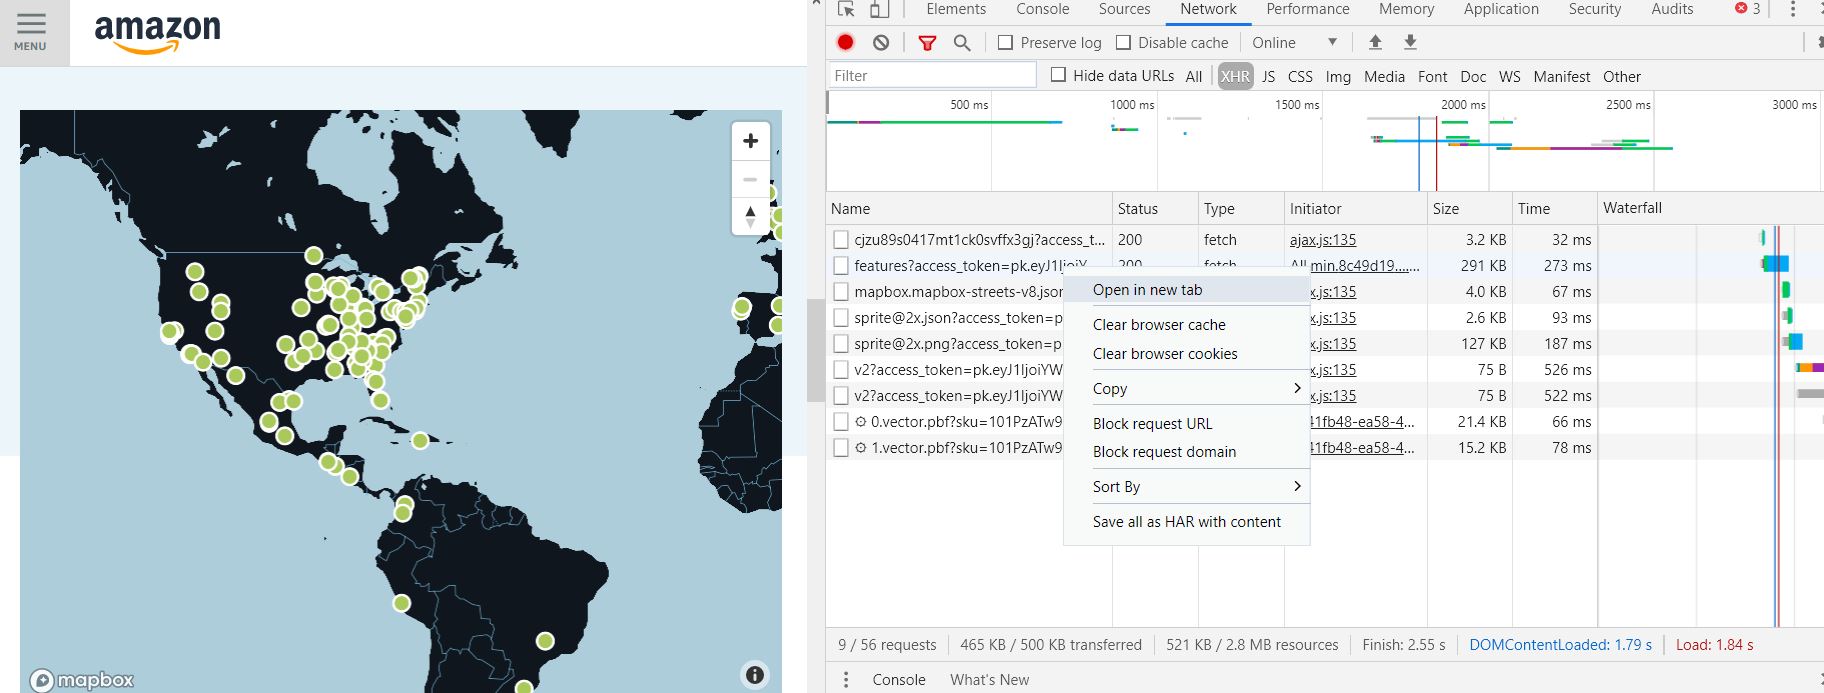 MENU
amazon
mapbox
Elements Console Sources Network Performance Memory Application Security Audits 3
Preserve log Disable cache Online
Filter Hide data URLs All XHR JS CSS Img Media Font Doc WS Manifest Other
500 ms 1000 ms 1500 ms 2000 ms 2500 ms 3000 ms
Name Status Type Initiator Size Time Waterfall
cjzu89s0417mt1ck0svffx3gj?access_t... 200 fetch ajax.js:135 3.2 KB 32 ms
features?access_token=pk.eyJ1IjoiY 200 fetch All.min.8c49d19...... 291 KB 273 ms
mapbox.mapbox-streets-v8.json x.js:135 4.0 KB 67 ms
sprite@2x.json?access_token=p x.js:135 2.6 KB 93 ms
sprite@2x.png?access_token=p x.js:135 127 KB 187 ms
v2?access_token=pk.eyJ1IjoiYW x.js:135 75 B 526 ms
v2?access_token=pk.eyJ1IjoiYW x.js:135 75 B 522 ms
0.vector.pbf?sku=101PzATw9 41fb48-ea58-4... 21.4 KB 66 ms
1.vector.pbf?sku=101PzATw9 41fb48-ea58-4... 15.2 KB 78 ms
Open in new tab
Clear browser cache
Clear browser cookies
Copy
Block request URL
Block request domain
Sort By
Save all as HAR with content
9 / 56 requests 465 KB / 500 KB transferred 521 KB / 2.8 MB resources Finish: 2.55 s DOMContentLoaded: 1.79 s Load: 1.84 s
Console What's New